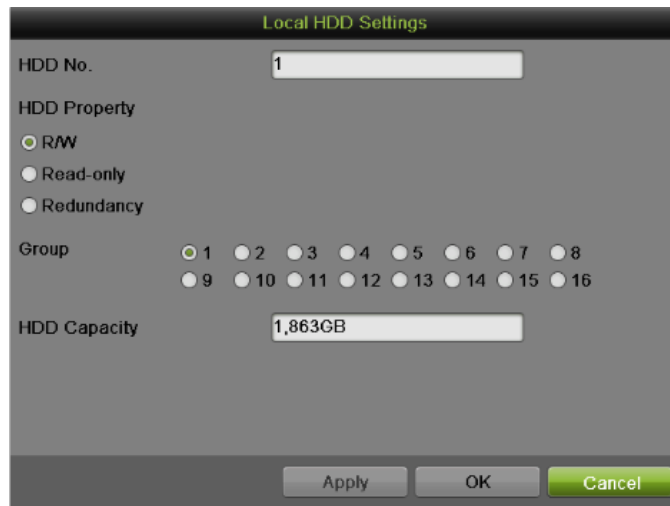 Local HDD Settings
HDD No. 1
HDD Property
R/W
Read-only
Redundancy
Group 1 2 3 4 5 6 7 8
9 10 11 12 13 14 15 16
HDD Capacity 1,863GB
Apply OK Cancel